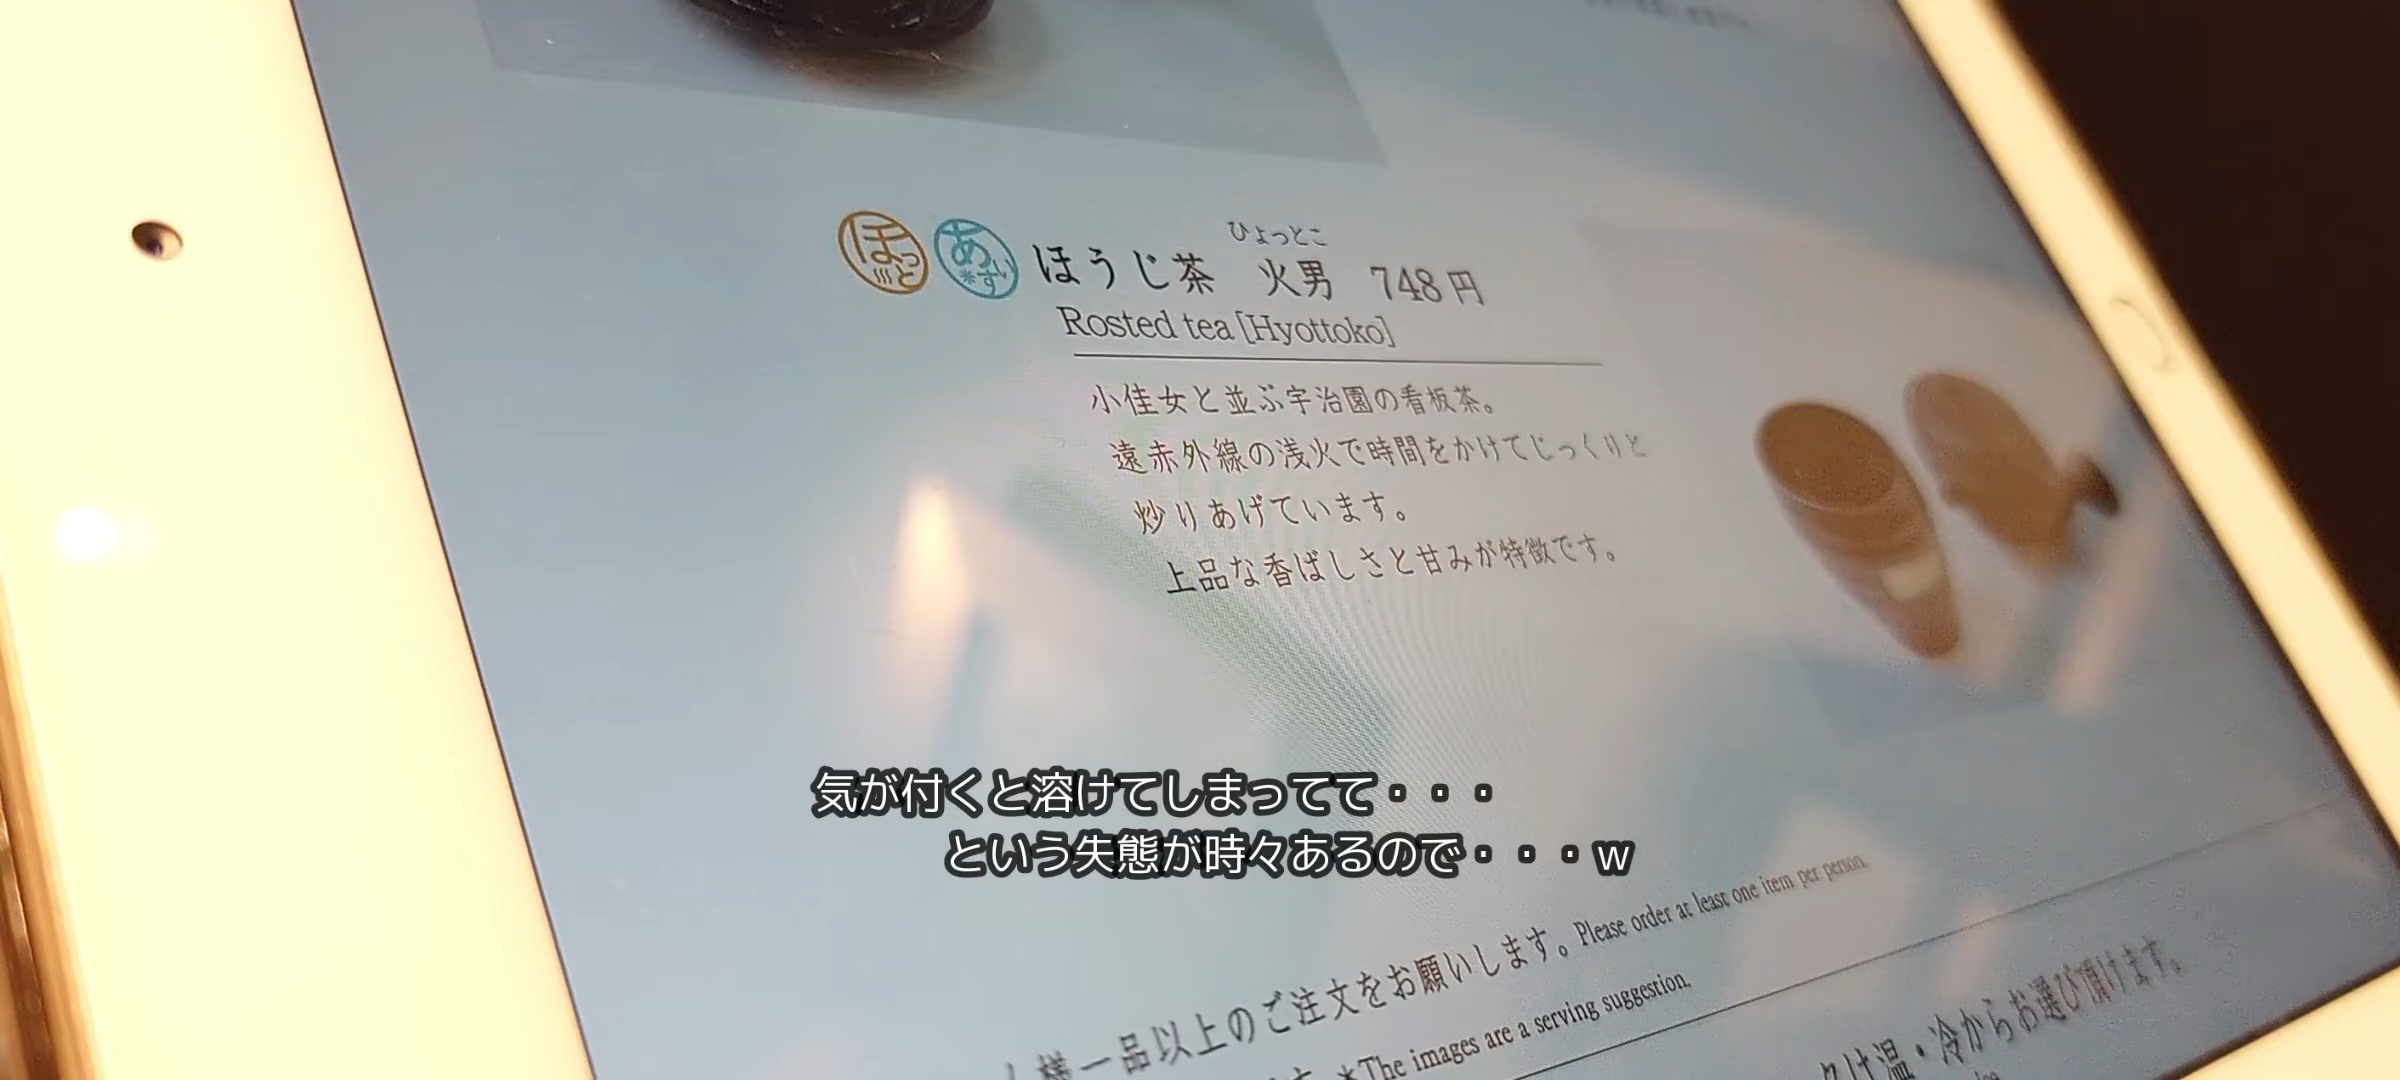 ほっと あいす
ひょっとこ
ほうじ茶 火男 748円
Rosted tea [Hyottoko]
小佳女と並ぶ宇治園の看板茶。
遠赤外線の浅火で時間をかけてじっくりと
炒りあげています。
上品な香ばしさと甘みが特徴です。
気が付くと溶けてしまってて・・・
という失態が時々あるので・・・w
様一品以上のご注文をお願いします。Please order at least one item per person.
*The images are a serving suggestion.
温・冷からお選び頂けます。